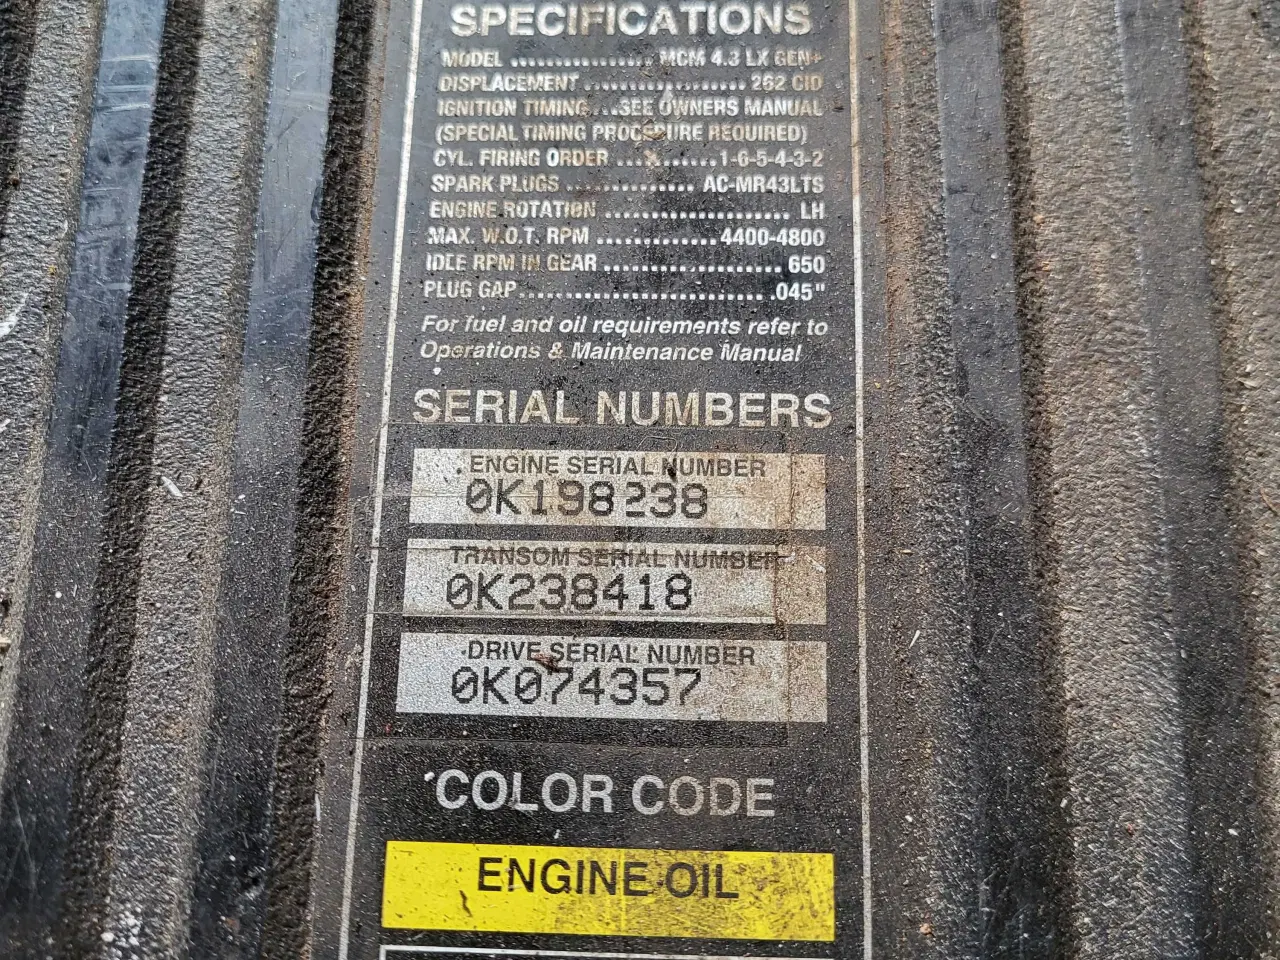 SPECIFICATIONS
MODEL ................ MCM 4.3 LX GEN+
DISPLACEMENT .................. 262 CID
IGNITION TIMING....SEE OWNERS MANUAL
(SPECIAL TIMING PROCEDURE REQUIRED)
CYL. FIRING ORDER ............1-6-5-4-3-2
SPARK PLUGS .............. AC-MR43LTS
ENGINE ROTATION .................... LH
MAX. W.O.T. RPM .............4400-4800
IDLE RPM IN GEAR .................... 650
PLUG GAP............................ .045"
For fuel and oil requirements refer to
Operations & Maintenance Manual
SERIAL NUMBERS
ENGINE SERIAL NUMBER
0K198238
TRANSOM SERIAL NUMBER
0K238418
DRIVE SERIAL NUMBER
0K074357
COLOR CODE
ENGINE OIL